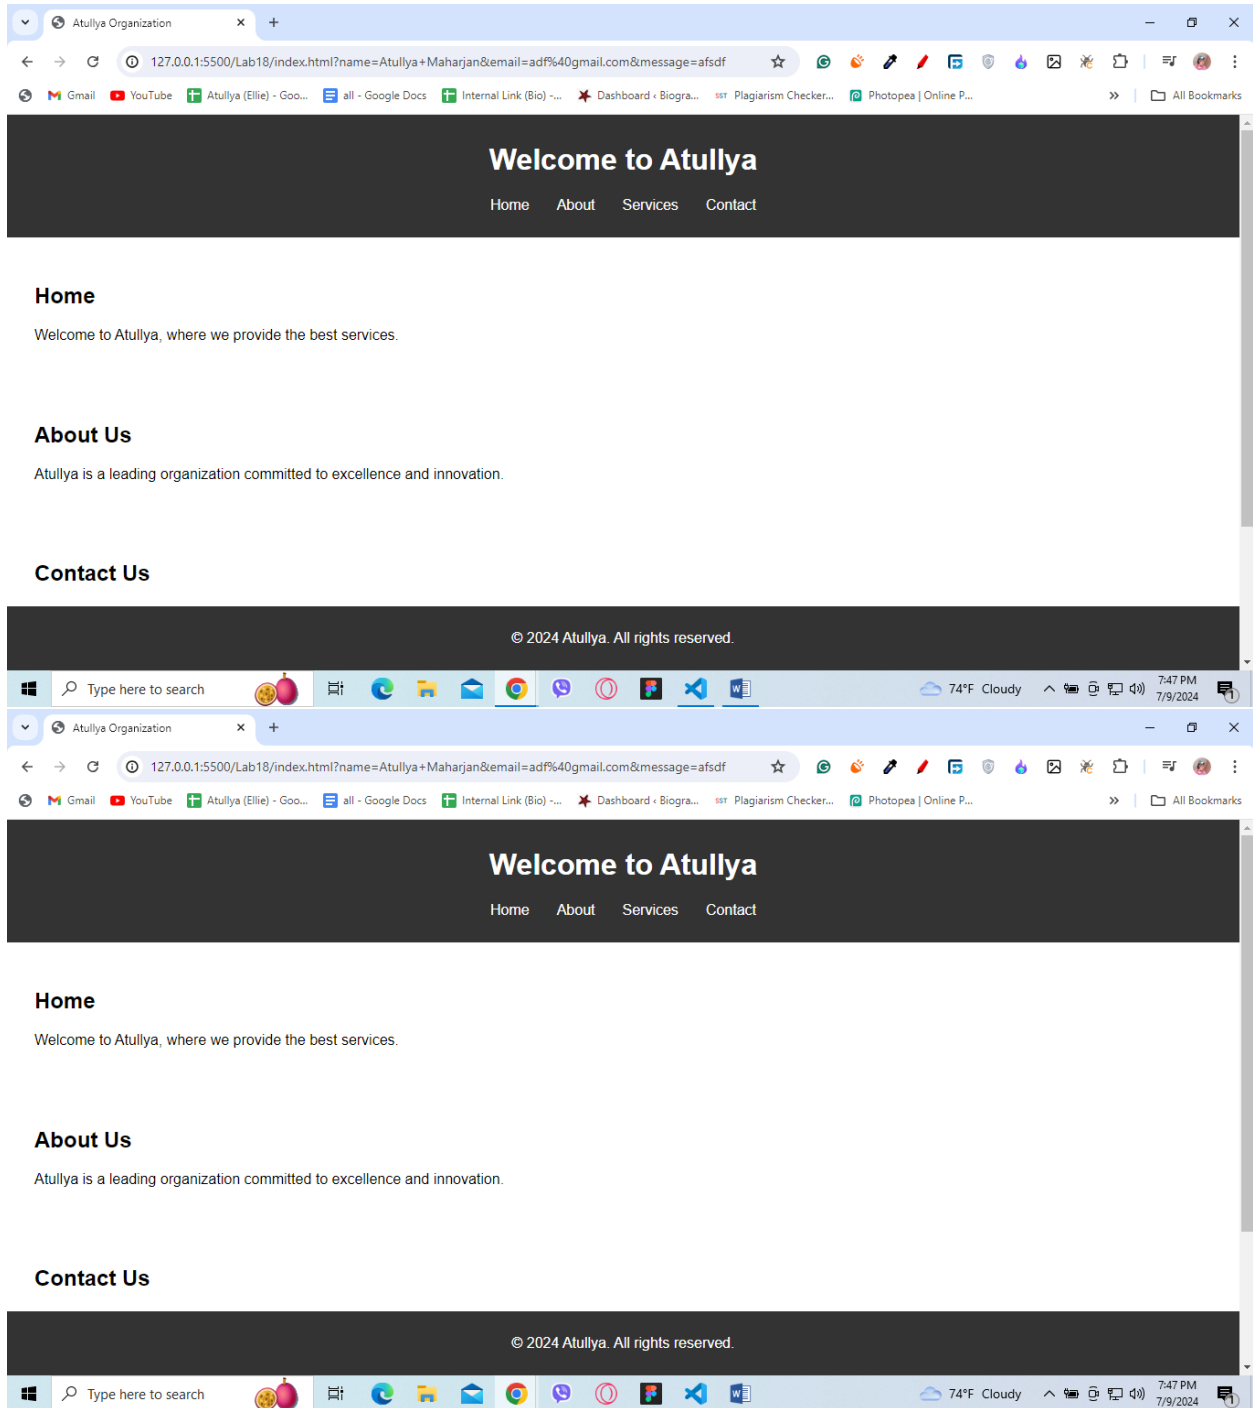 Atullya Organization
127.0.0.1:5500/Lab18/index.html?name=Atullya+Maharjan&email=adf%40gmail.com&message=afsdf
Gmail YouTube Atullya (Ellie) - Goo... all - Google Docs Internal Link (Bio) -... Dashboard ‹ Biogra... SST Plagiarism Checker... Photopea | Online P... » All Bookmarks
Welcome to Atullya
Home About Services Contact
Home
Welcome to Atullya, where we provide the best services.
About Us
Atullya is a leading organization committed to excellence and innovation.
Contact Us
© 2024 Atullya. All rights reserved.
Type here to search 74°F Cloudy 7:47 PM
7/9/2024 1
Atullya Organization
127.0.0.1:5500/Lab18/index.html?name=Atullya+Maharjan&email=adf%40gmail.com&message=afsdf
Gmail YouTube Atullya (Ellie) - Goo... all - Google Docs Internal Link (Bio) -... Dashboard ‹ Biogra... SST Plagiarism Checker... Photopea | Online P... » All Bookmarks
Welcome to Atullya
Home About Services Contact
Home
Welcome to Atullya, where we provide the best services.
About Us
Atullya is a leading organization committed to excellence and innovation.
Contact Us
© 2024 Atullya. All rights reserved.
Type here to search 74°F Cloudy 7:47 PM
7/9/2024 1